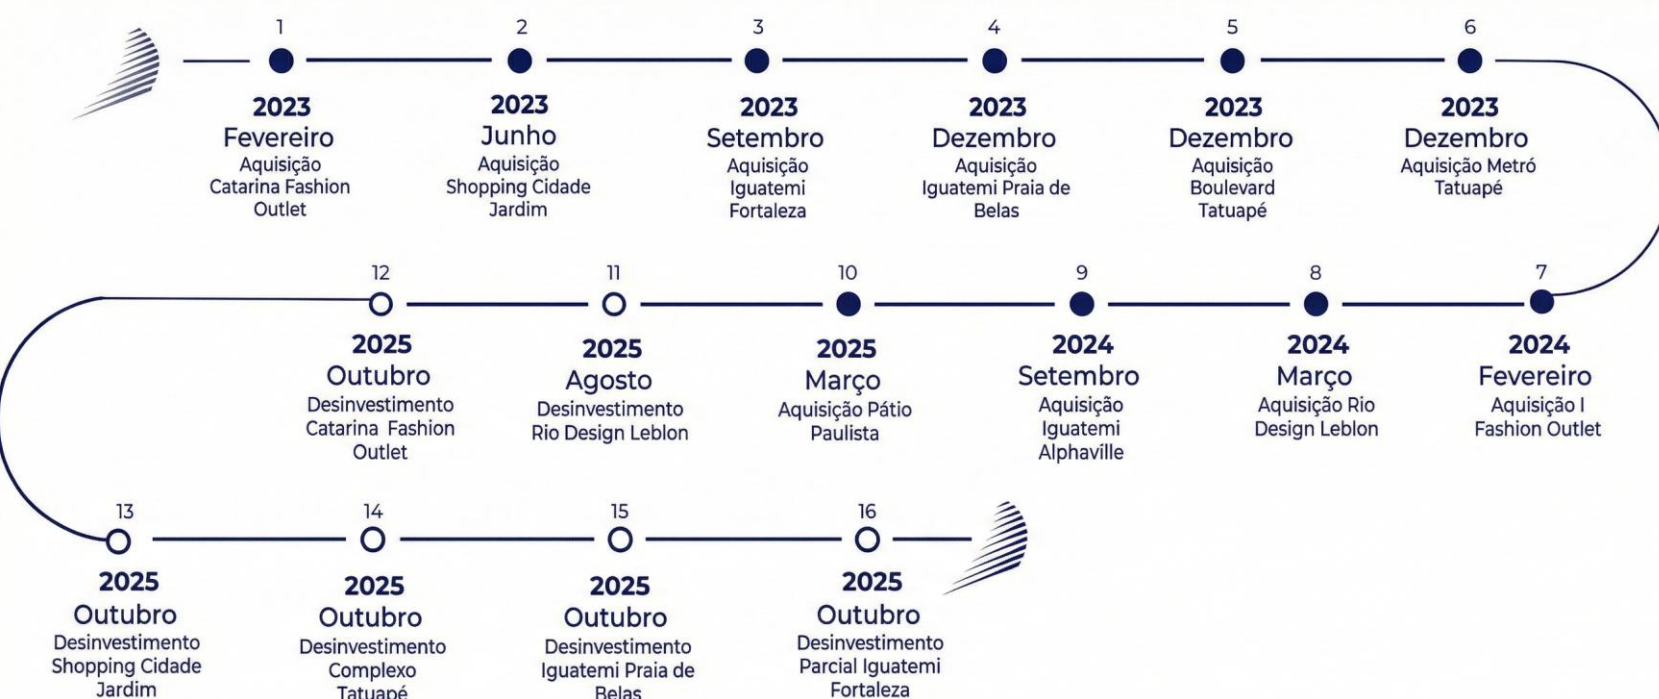 1
2023
Fevereiro
Aquisição
Catarina Fashion
Outlet
2
2023
Junho
Aquisição
Shopping Cidade
Jardim
3
2023
Setembro
Aquisição
Iguatemi
Fortaleza
4
2023
Dezembro
Aquisição
Iguatemi Praia de
Belas
5
2023
Dezembro
Aquisição
Boulevard
Tatuapé
6
2023
Dezembro
Aquisição Metró
Tatuapé
7
2024
Fevereiro
Aquisição I
Fashion Outlet
8
2024
Março
Aquisição Rio
Design Leblon
9
2024
Setembro
Aquisição
Iguatemi
Alphaville
10
2025
Março
Aquisição Pátio
Paulista
11
2025
Agosto
Desinvestimento
Rio Design Leblon
12
2025
Outubro
Desinvestimento
Catarina Fashion
Outlet
13
2025
Outubro
Desinvestimento
Shopping Cidade
Jardim
14
2025
Outubro
Desinvestimento
Complexo
Tatuapé
15
2025
Outubro
Desinvestimento
Iguatemi Praia de
Belas
16
2025
Outubro
Desinvestimento
Parcial Iguatemi
Fortaleza